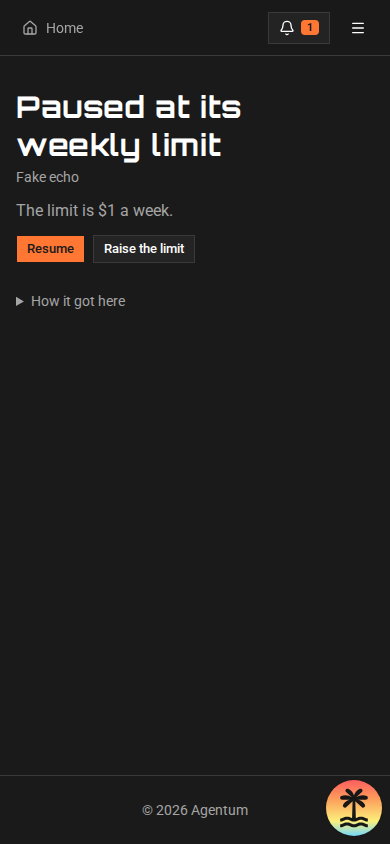 Home
1
Paused at its
weekly limit
Fake echo
The limit is $1 a week.
Resume
Raise the limit
How it got here
© 2026 Agentum